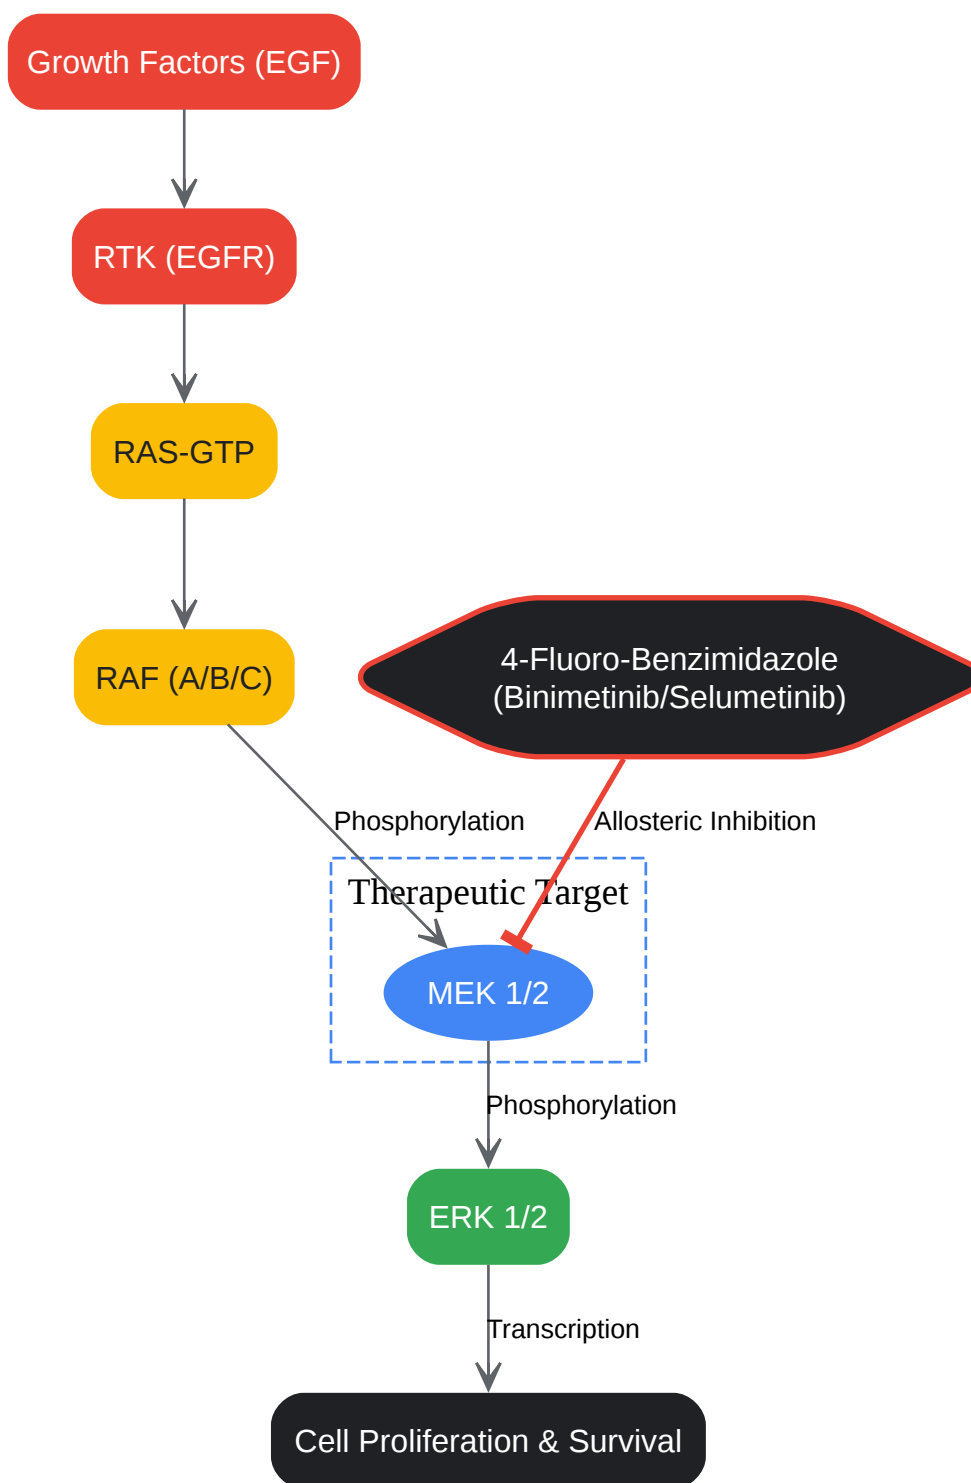 Growth Factors (EGF)
RTK (EGFR)
RAS-GTP
RAF (A/B/C)
4-Fluoro-Benzimidazole
(Binimetinib/Selumetinib)
Phosphorylation
Allosteric Inhibition
Therapeutic Target
MEK 1/2
Phosphorylation
ERK 1/2
Transcription
Cell Proliferation & Survival